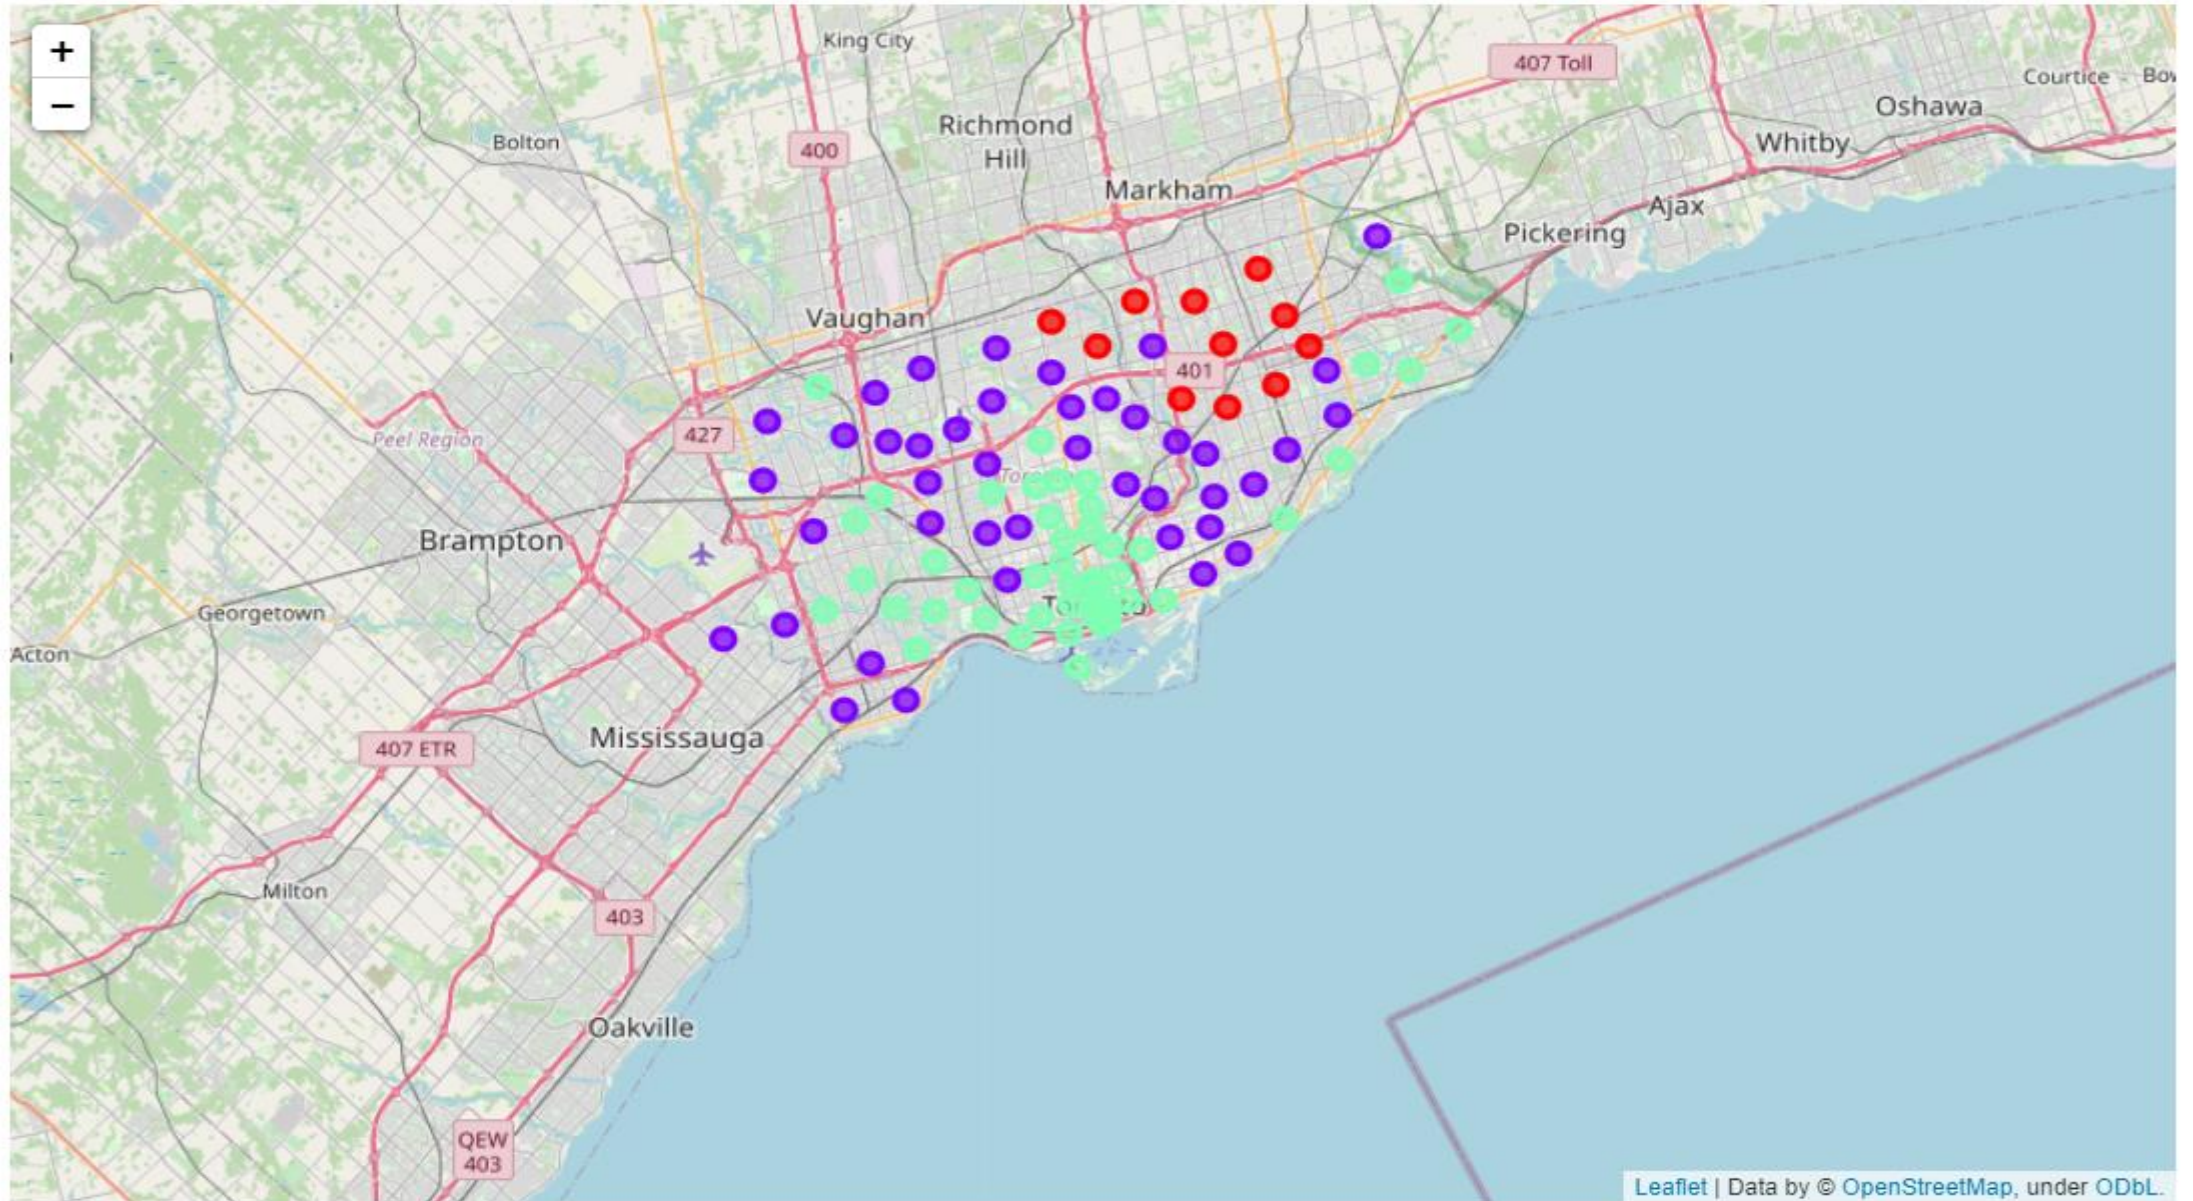 +
−
King City
407 Toll
Courtice
Oshawa
Richmond
Hill
Bolton
400
Whitby
Markham
Ajax
Pickering
Vaughan
401
427
Peel Region
Brampton
Georgetown
Acton
Mississauga
407 ETR
Milton
403
Oakville
QEW
403
Leaflet | Data by © OpenStreetMap, under ODbL.